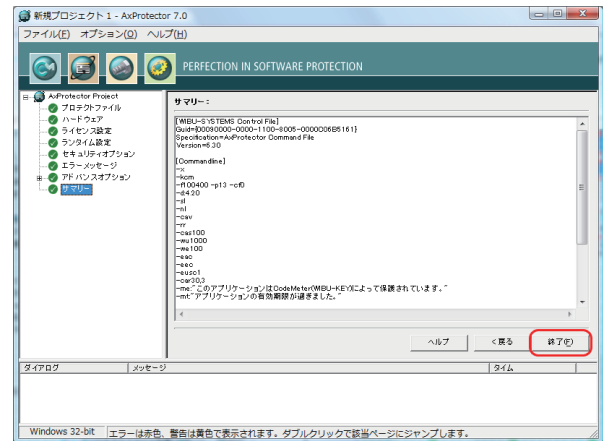 新規プロジェクト 1 - AxProtector 7.0
ファイル(F) オプション(O) ヘルプ(H)
PERFECTION IN SOFTWARE PROTECTION
AxProtector Project
プロテクトファイル
ハードウェア
ライセンス設定
ランタイム設定
セキュリティオプション
エラーメッセージ
アドバンスオプション
サマリー
サマリー:
[WIBU-SYSTEMS Control File]
Guid={00090000-0000-1100-8005-0000C06B5161}
Specification=AxProtector Command File
Version=6.30
[Commandline]
-x
-kcm
-f100400 -p13 -cf0
-d:4.20
-sl
-nl
-cav
-rr
-cas100
-wu1000
-we100
-eac
-eec
-eusc1
-car30,3
-me:"このアプリケーションはCodeMeter(WIBU-KEY)によって保護されています。"
-mt:"アプリケーションの有効期限が過ぎました。"
ヘルプ <戻る 終了(F)
ダイアログ メッセージ タイム
Windows 32-bit エラーは赤色、警告は黄色で表示されます。ダブルクリックで該当ページにジャンプします。